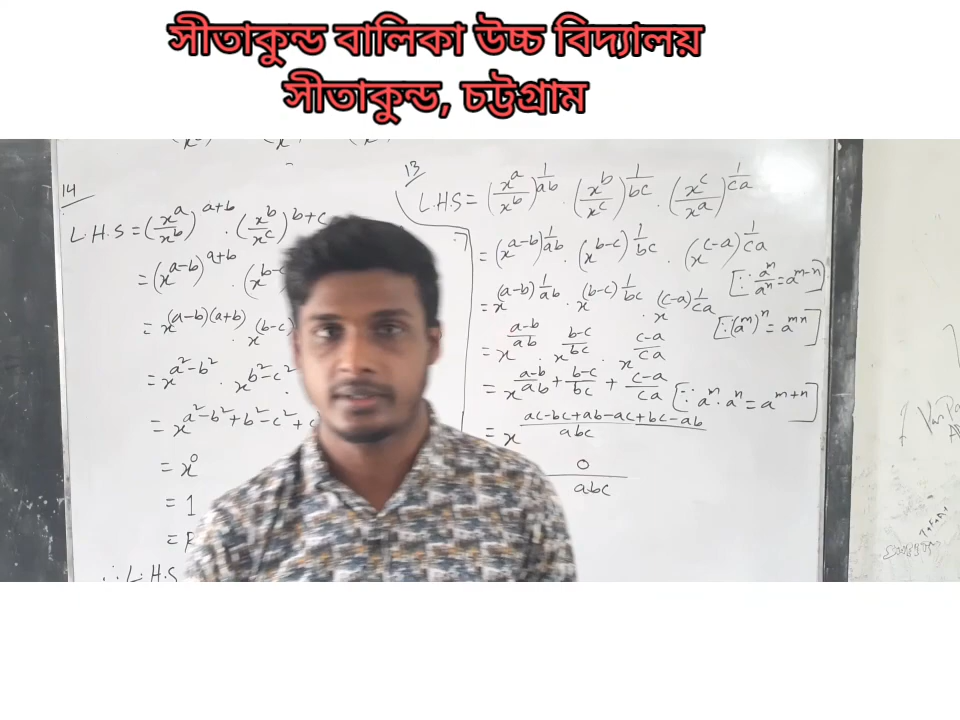 সীতাকুন্ড বালিকা উচ্চ বিদ্যালয়
সীতাকুন্ড, চট্টগ্রাম
14
L.H.S = (x^a/x^b)^{a+b} . (x^b/x^c)^{b+c}
= (x^{a-b})^{a+b} . (x^{b-c
= x^{(a-b)(a+b)} . x^{(b-c)
= x^{a²-b²} . x^{b²-c²}
= x^{a²-b²+b²-c²+c
= x^0
= 1
=
∴ L.H.S
13
L.H.S = (x^a/x^b)^{1/ab} . (x^b/x^c)^{1/bc} . (x^c/x^a)^{1/ca}
= (x^{a-b})^{1/ab} . (x^{b-c})^{1/bc} . (x^{c-a})^{1/ca}
[∵ a^m/a^n = a^{m-n}]
= x^{(a-b)1/ab} . x^{(b-c)1/bc} . x^{(c-a)1/ca}
[∵ (a^m)^n = a^{mn}]
= x^{a-b/ab} . x^{b-c/bc} . x^{c-a/ca}
= x^{a-b/ab + b-c/bc + c-a/ca} [∵ a^m . a^n = a^{m+n}]
= x^{ac-bc+ab-ac+bc-ab/abc}
0/abc